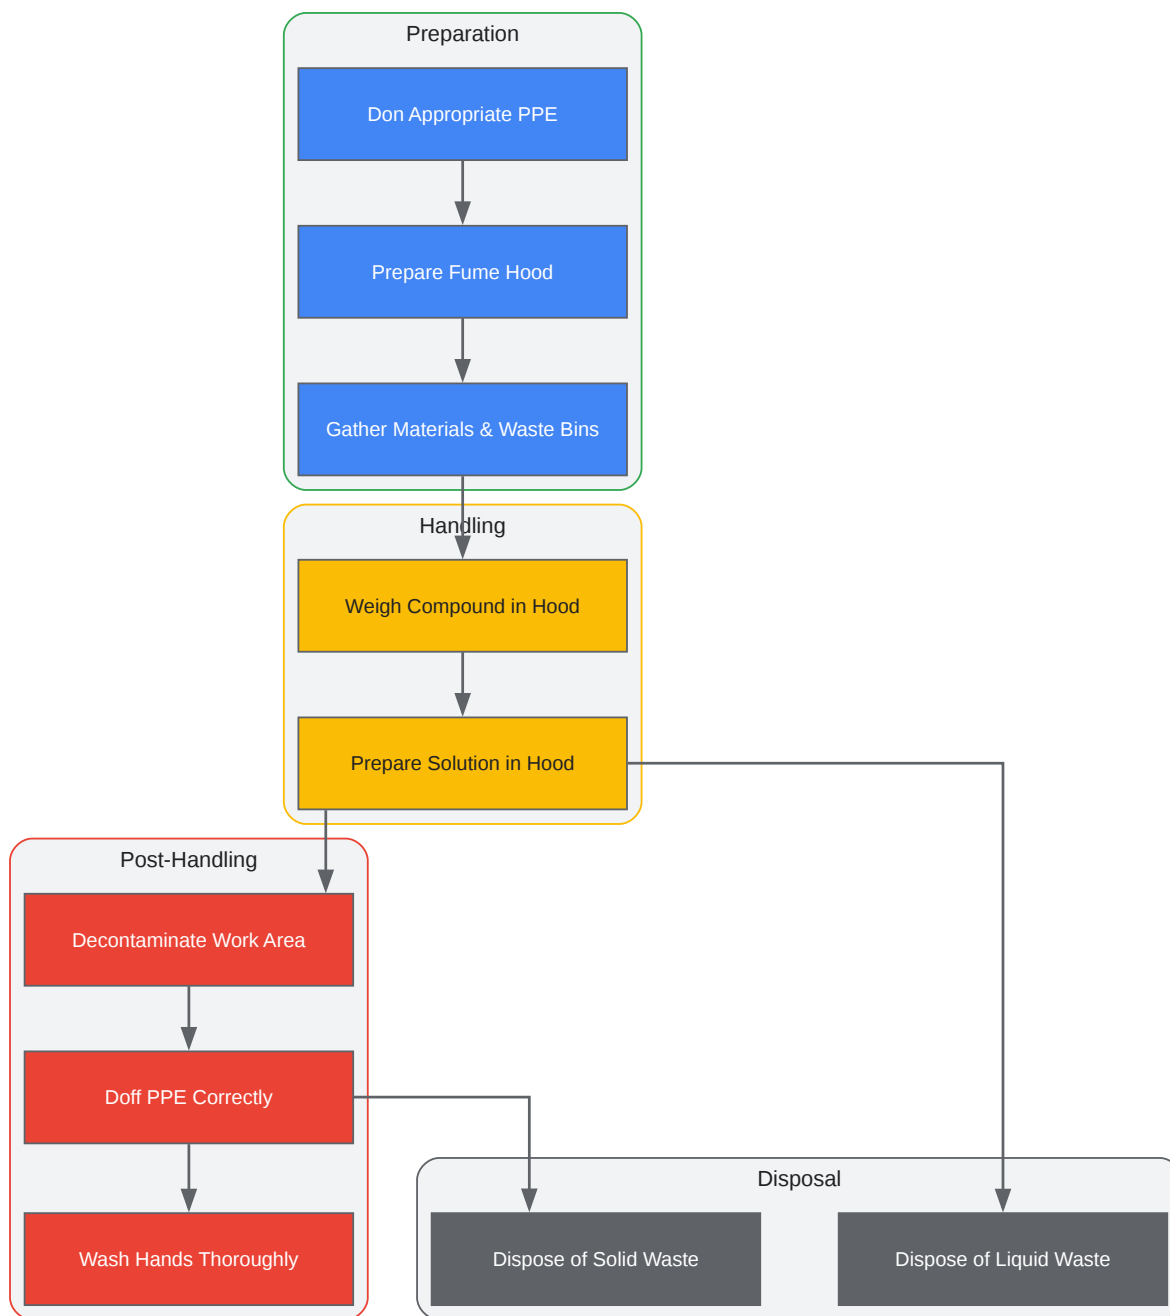 Preparation
Don Appropriate PPE
Prepare Fume Hood
Gather Materials & Waste Bins
Handling
Weigh Compound in Hood
Prepare Solution in Hood
Post-Handling
Decontaminate Work Area
Doff PPE Correctly
Wash Hands Thoroughly
Disposal
Dispose of Solid Waste
Dispose of Liquid Waste